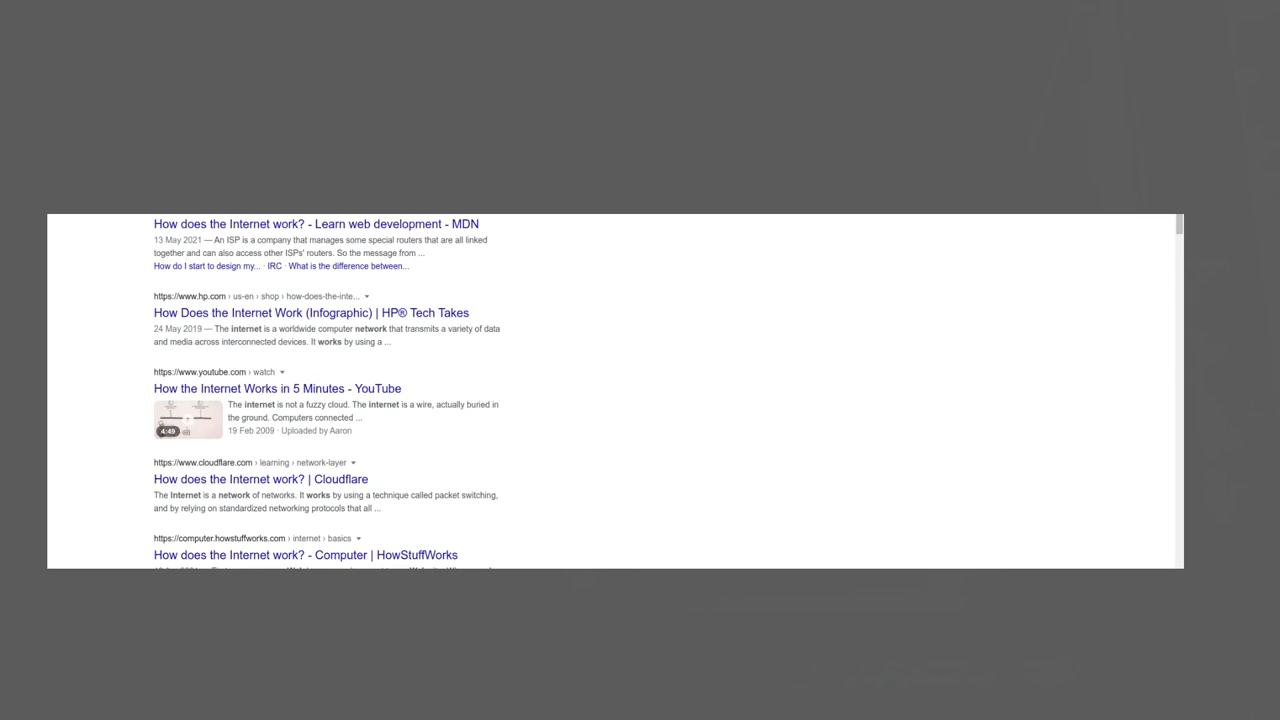 How does the Internet work? - Learn web development - MDN
13 May 2021 — An ISP is a company that manages some special routers that are all linked
together and can also access other ISPs' routers. So the message from ...
How do I start to design my... · IRC · What is the difference between...
https://www.hp.com › us-en › shop › how-does-the-inte...
How Does the Internet Work (Infographic) | HP® Tech Takes
24 May 2019 — The internet is a worldwide computer network that transmits a variety of data
and media across interconnected devices. It works by using a ...
https://www.youtube.com › watch
How the Internet Works in 5 Minutes - YouTube
The internet is not a fuzzy cloud. The internet is a wire, actually buried in
the ground. Computers connected ...
4:49
19 Feb 2009 · Uploaded by Aaron
https://www.cloudflare.com › learning › network-layer
How does the Internet work? | Cloudflare
The Internet is a network of networks. It works by using a technique called packet switching,
and by relying on standardized networking protocols that all ...
https://computer.howstuffworks.com › internet › basics
How does the Internet work? - Computer | HowStuffWorks